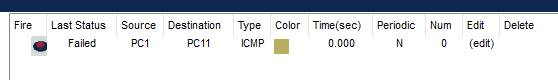 Fire Last Status Source Destination Type Color Time(sec) Periodic Num Edit Delete
Failed PC1 PC11 ICMP 0.000 N 0 (edit)